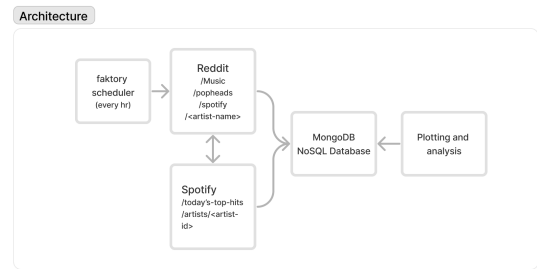 Architecture
faktory
scheduler
(every hr)
Reddit
/Music
/popheads
/spotify
/<artist-name>
Spotify
/today's-top-hits
/artists/<artist-
id>
MongoDB
NoSQL Database
Plotting and
analysis